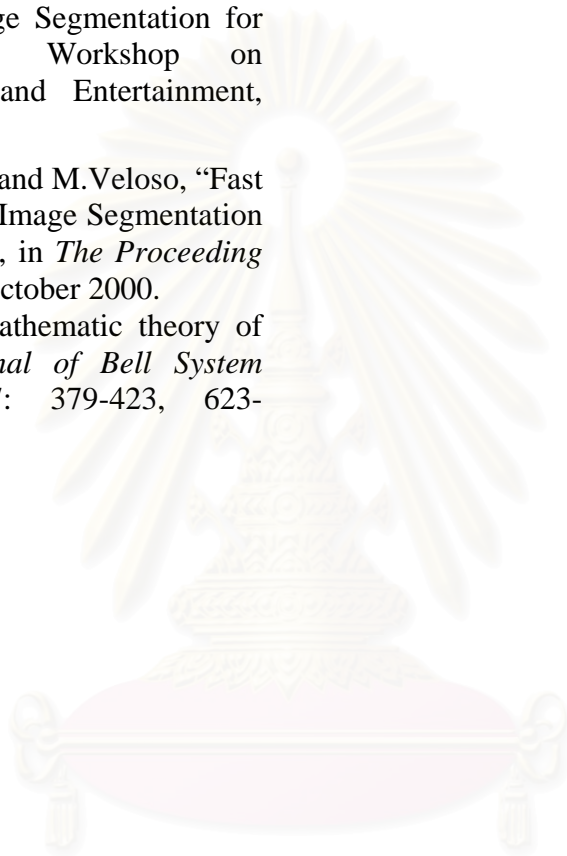 ge Segmentation for
Workshop on
and Entertainment,
and M.Veloso, “Fast
Image Segmentation
, in The Proceeding
ctober 2000.
athematic theory of
nal of Bell System
: 379-423, 623-